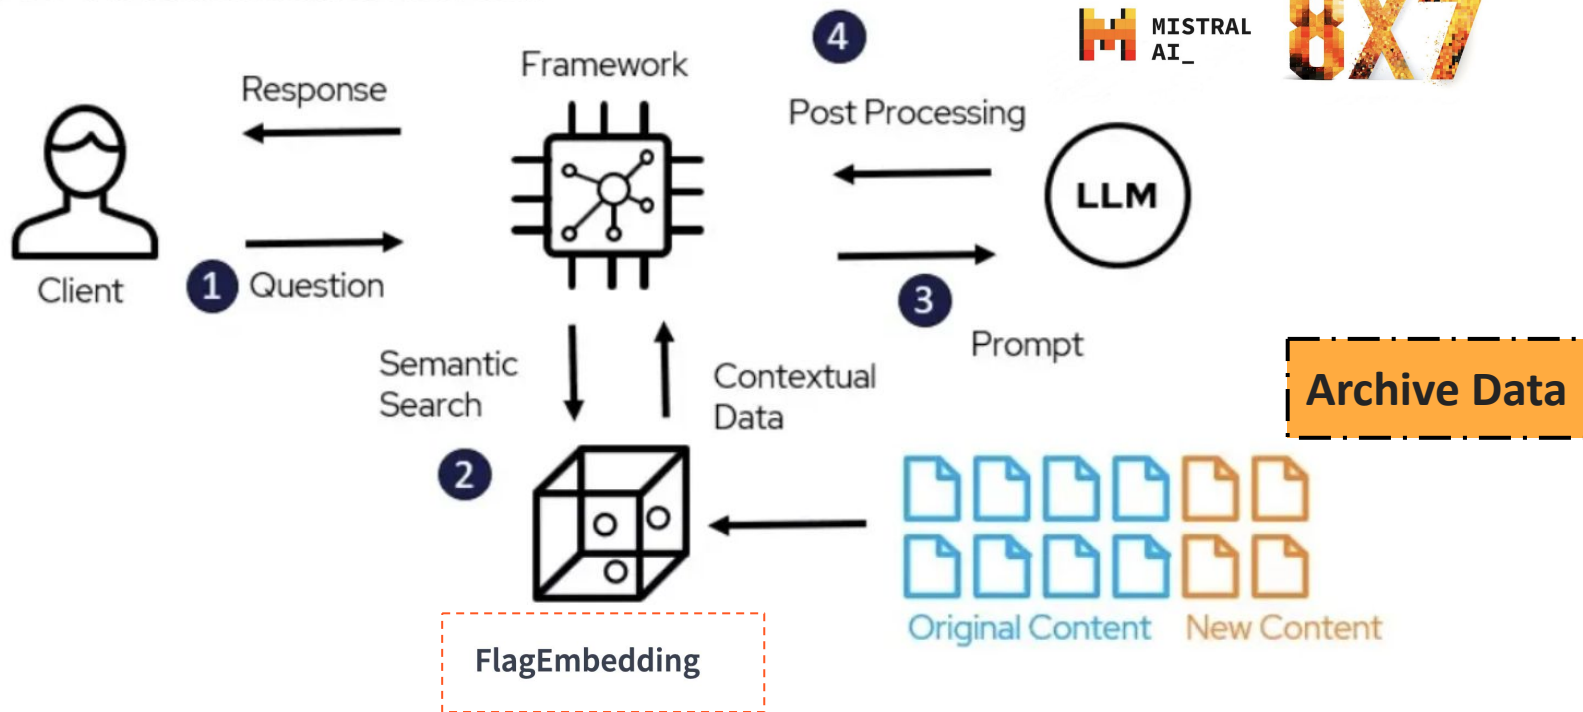 4
MISTRAL
AI_
8X7
Framework
Response
Post Processing
LLM
Client
1
Question
3
Prompt
Semantic
Search
Contextual
Data
Archive Data
2
Original Content
New Content
FlagEmbedding